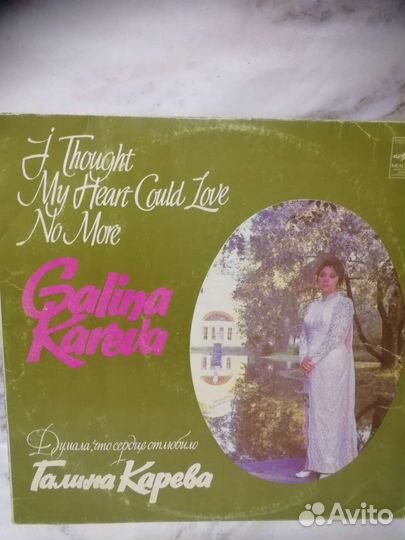 I Thought
My Heart Could Love
No More
Galina
Kareva
Думала, что сердце отлюбило
Галина Карева
Avito